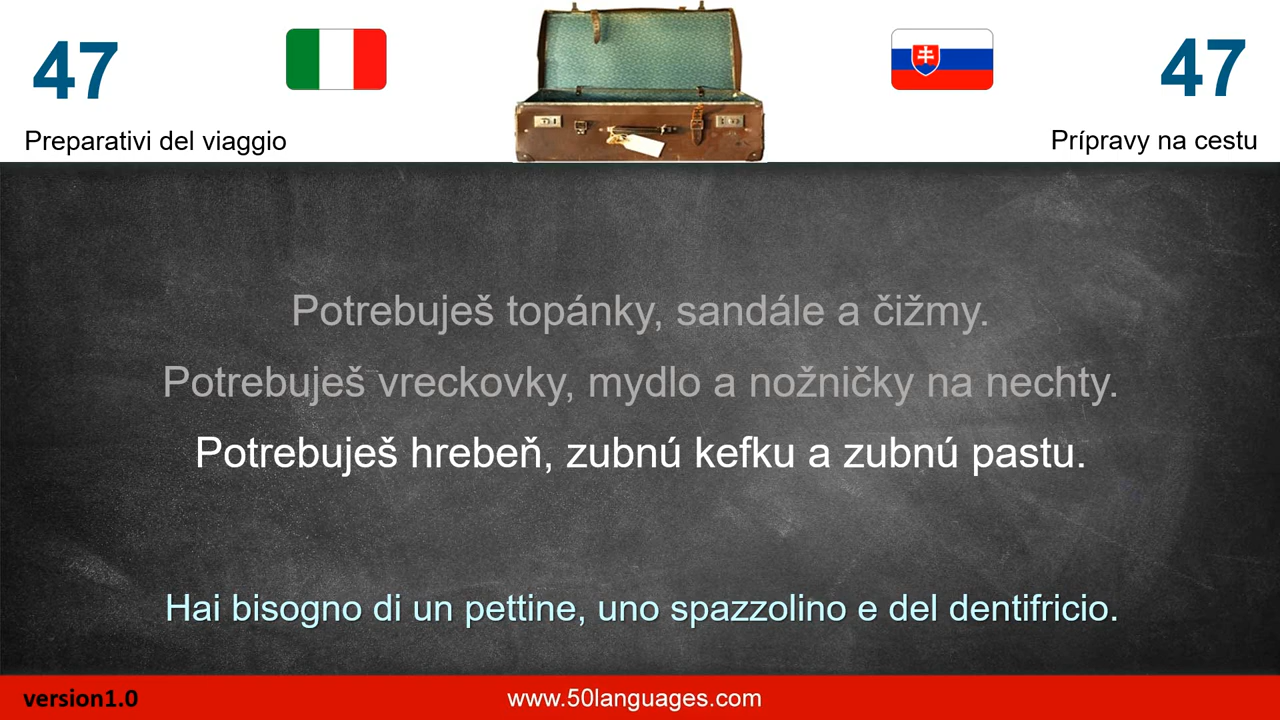 47
47
Preparativi del viaggio
Prípravy na cestu
Potrebuješ topánky, sandále a čižmy.
Potrebuješ vreckovky, mydlo a nožničky na nechty.
Potrebuješ hrebeň, zubnú kefku a zubnú pastu.
Hai bisogno di un pettine, uno spazzolino e del dentifricio.
version1.0
www.50languages.com